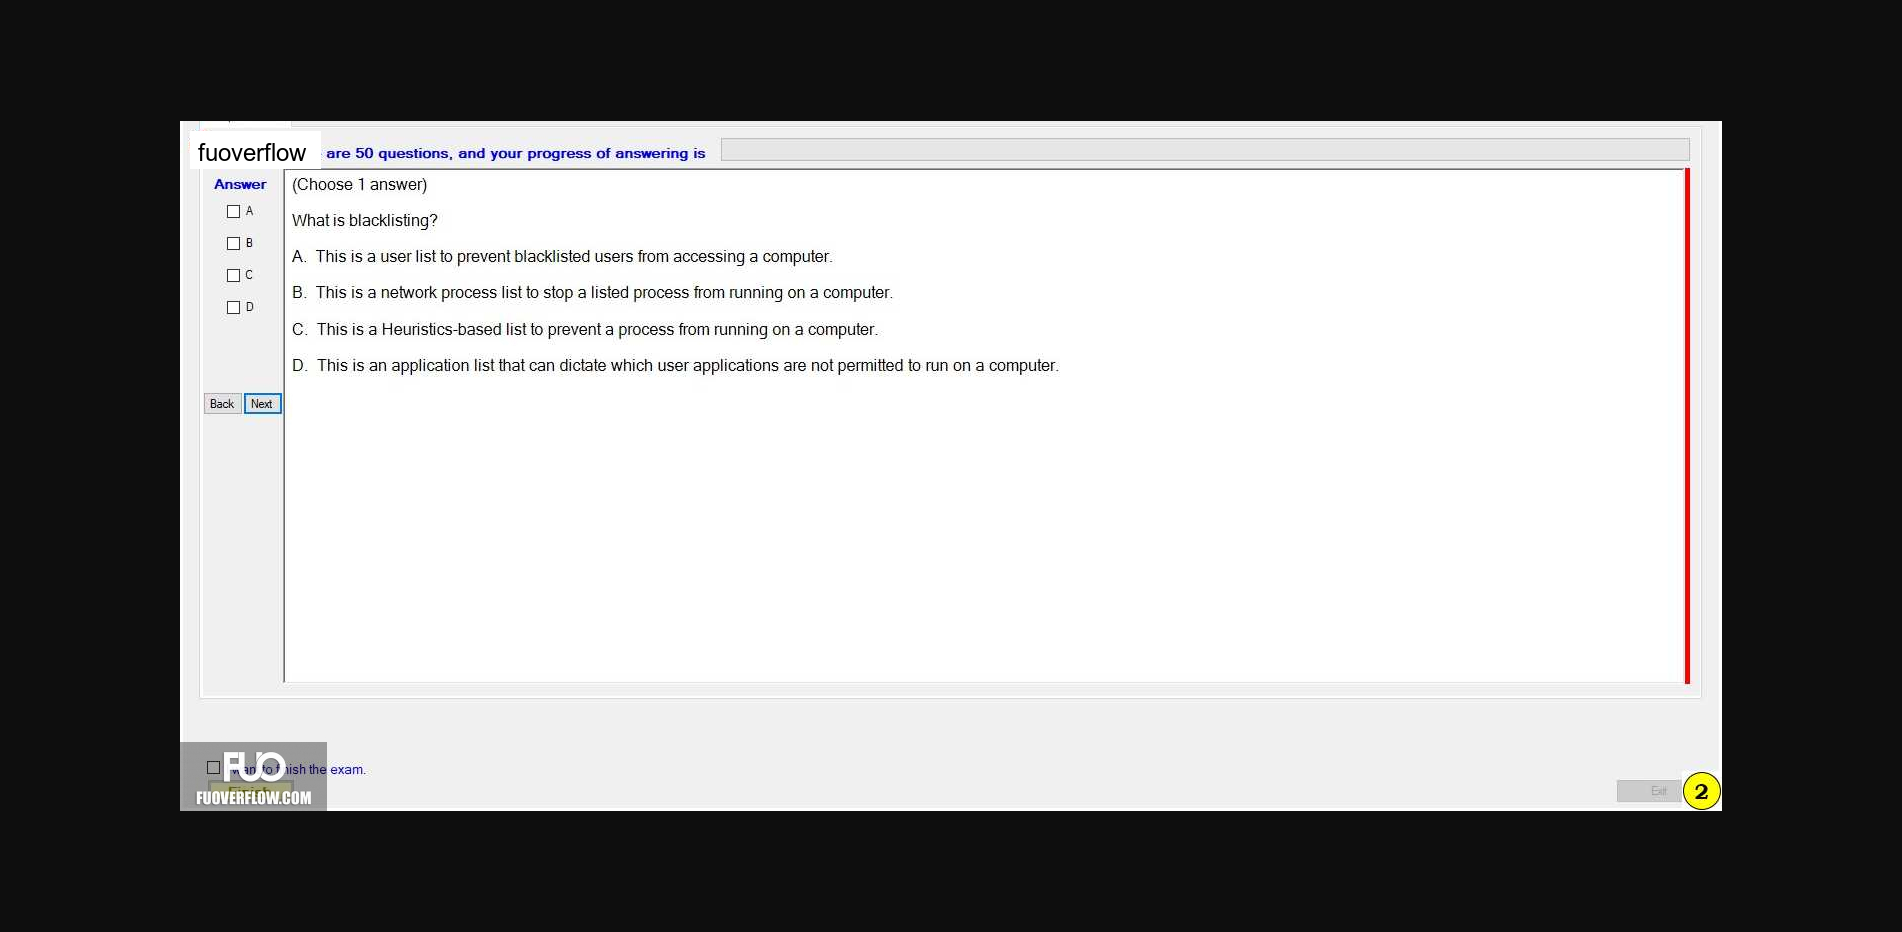 fuoverflow are 50 questions, and your progress of answering is
Answer
A
B
C
D
Back Next
(Choose 1 answer)
What is blacklisting?
A. This is a user list to prevent blacklisted users from accessing a computer.
B. This is a network process list to stop a listed process from running on a computer.
C. This is a Heuristics-based list to prevent a process from running on a computer.
D. This is an application list that can dictate which user applications are not permitted to run on a computer.
FUO
want to finish the exam.
Finish
FUOVERFLOW.COM
Exit
2